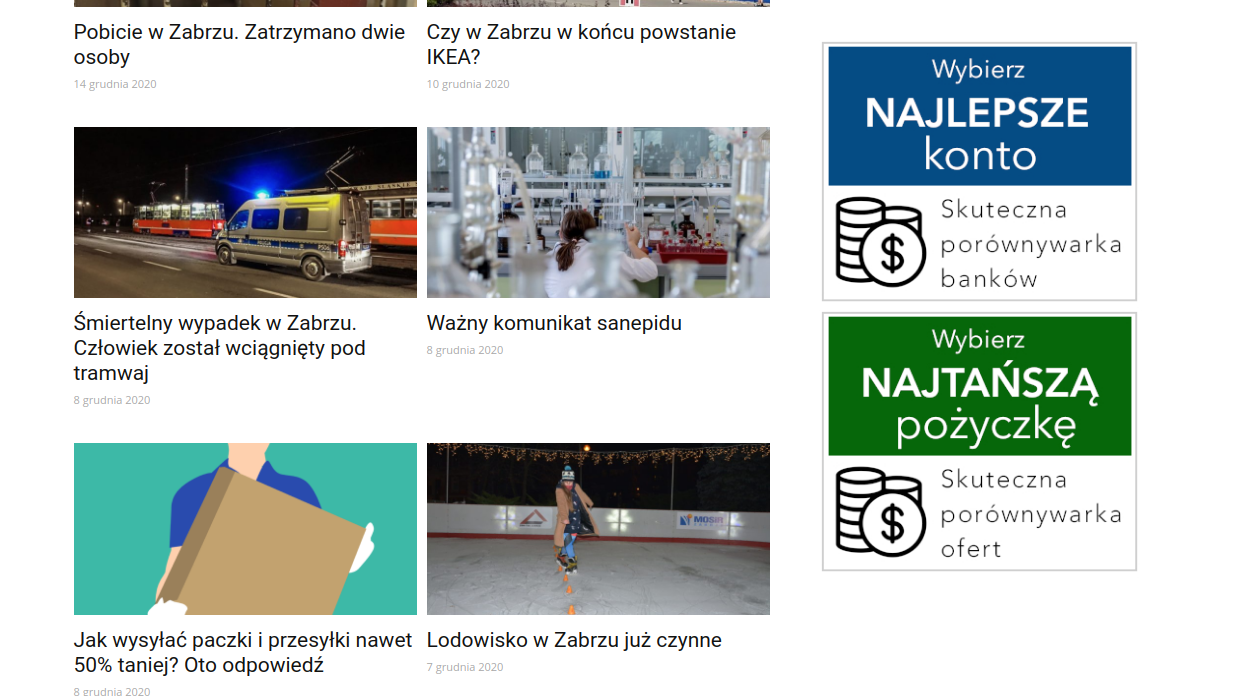 Pobicie w Zabrzu. Zatrzymano dwie
osoby
14 grudnia 2020
Czy w Zabrzu w końcu powstanie
IKEA?
10 grudnia 2020
Śmiertelny wypadek w Zabrzu.
Człowiek został wciągnięty pod
tramwaj
8 grudnia 2020
Ważny komunikat sanepidu
8 grudnia 2020
MOSiR
Jak wysyłać paczki i przesyłki nawet
50% taniej? Oto odpowiedź
8 grudnia 2020
Lodowisko w Zabrzu już czynne
7 grudnia 2020
Wybierz
NAJLEPSZE
konto
Skuteczna
porównywarka
banków
Wybierz
NAJTAŃSZĄ
pożyczkę
Skuteczna
porównywarka
ofert